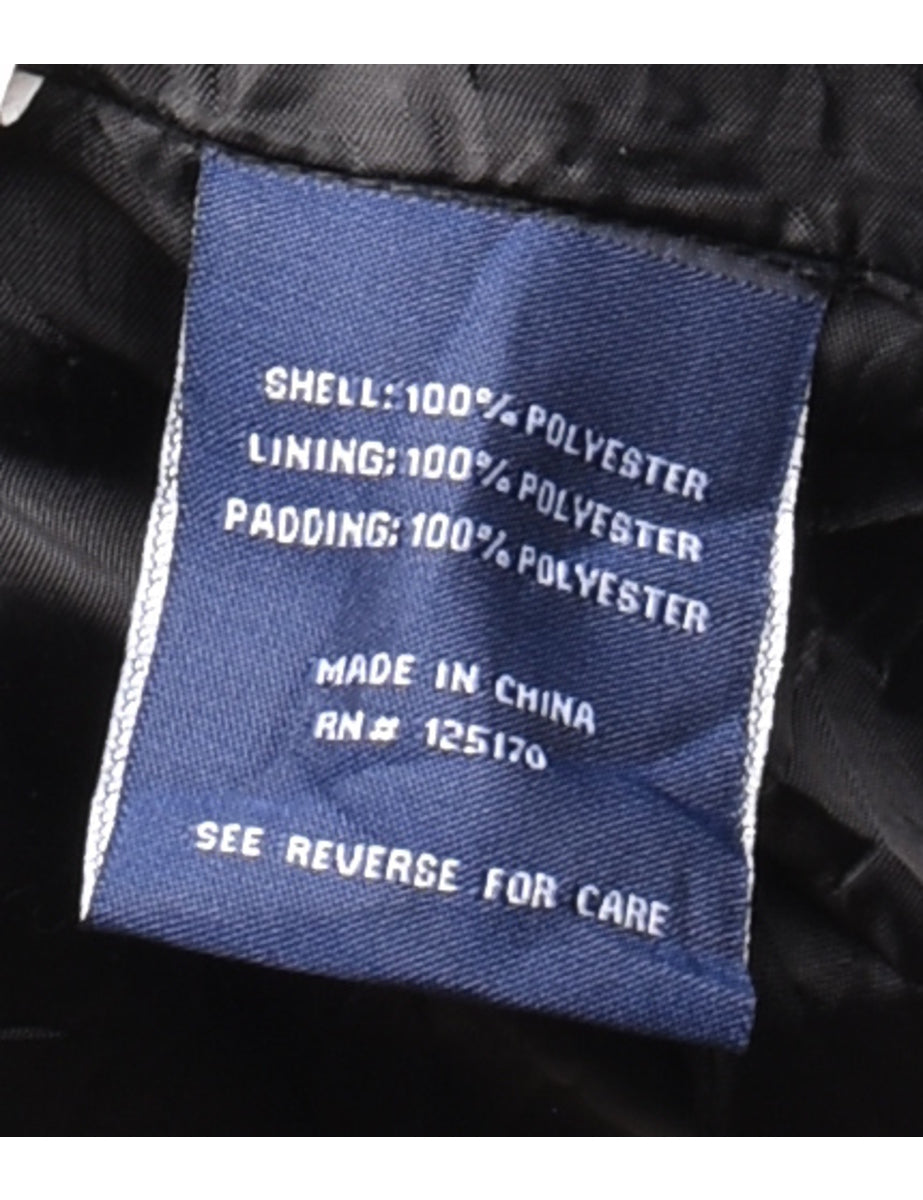 SHELL: 100% POLYESTER
LINING: 100% POLYESTER
PADDING: 100% POLYESTER
MADE IN CHINA
RN# 125170
SEE REVERSE FOR CARE